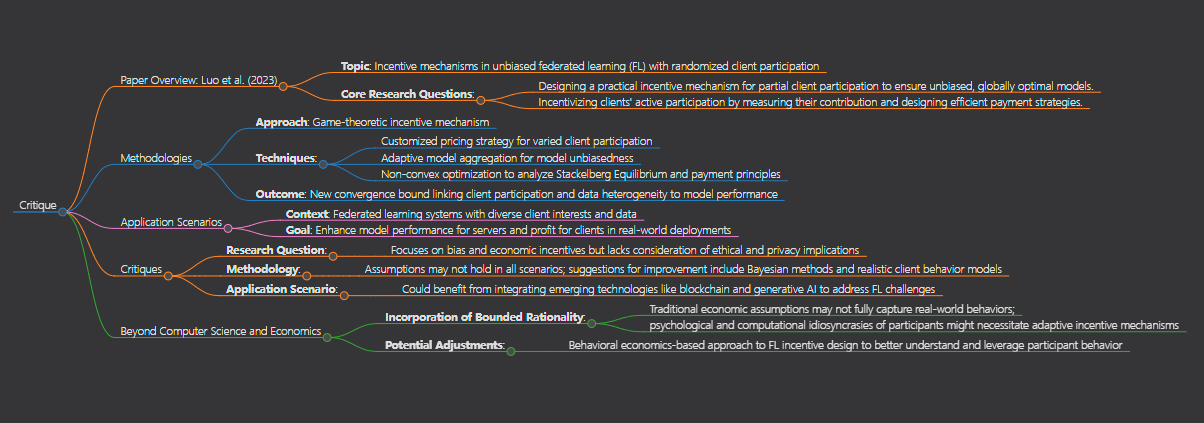 Critique
Paper Overview: Luo et al. (2023)
Topic: Incentive mechanisms in unbiased federated learning (FL) with randomized client participation
Core Research Questions:
Designing a practical incentive mechanism for partial client participation to ensure unbiased, globally optimal models.
Incentivizing clients' active participation by measuring their contribution and designing efficient payment strategies.
Methodologies
Approach: Game-theoretic incentive mechanism
Techniques:
Customized pricing strategy for varied client participation
Adaptive model aggregation for model unbiasedness
Non-convex optimization to analyze Stackelberg Equilibrium and payment principles
Outcome: New convergence bound linking client participation and data heterogeneity to model performance
Application Scenarios
Context: Federated learning systems with diverse client interests and data
Goal: Enhance model performance for servers and profit for clients in real-world deployments
Critiques
Research Question:
Focuses on bias and economic incentives but lacks consideration of ethical and privacy implications
Methodology:
Assumptions may not hold in all scenarios; suggestions for improvement include Bayesian methods and realistic client behavior models
Application Scenario:
Could benefit from integrating emerging technologies like blockchain and generative AI to address FL challenges
Beyond Computer Science and Economics
Incorporation of Bounded Rationality:
Traditional economic assumptions may not fully capture real-world behaviors;
psychological and computational idiosyncrasies of participants might necessitate adaptive incentive mechanisms
Potential Adjustments:
Behavioral economics-based approach to FL incentive design to better understand and leverage participant behavior